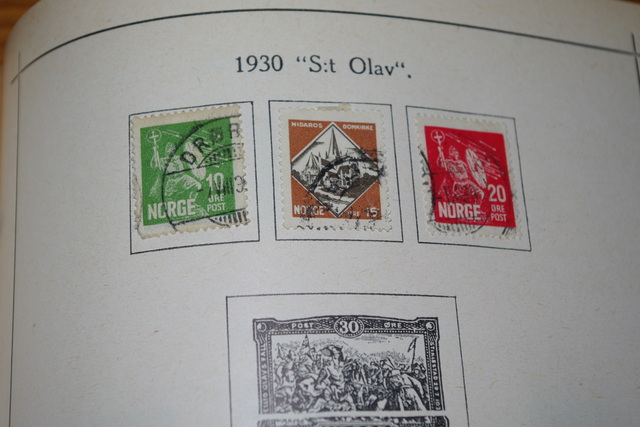 1930 "S:t Olav".
10
ØRE
POST
NORGE
NIDAROS DOMKIRKE
NORGE 15
20
ØRE
POST
NORGE
POST 30 ØRE